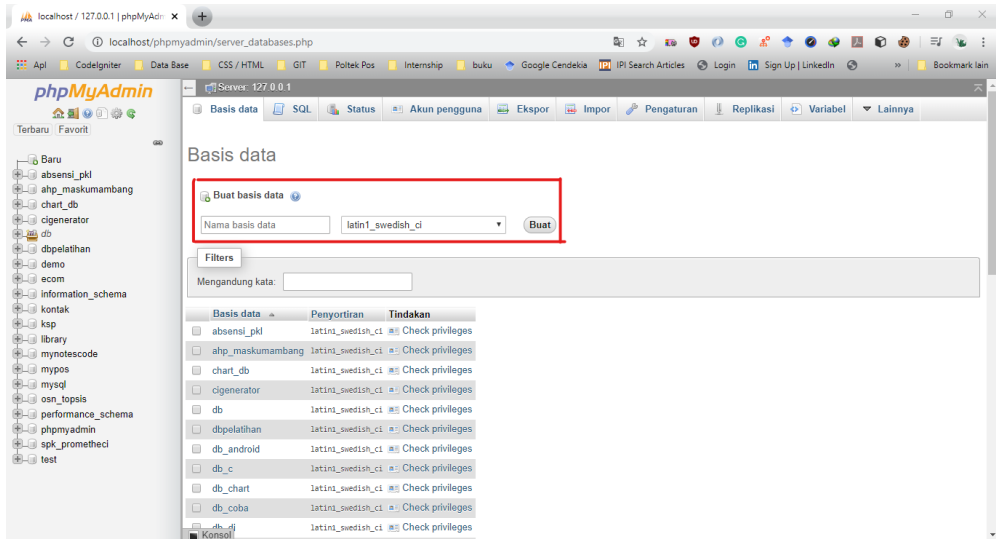 localhost / 127.0.0.1 | phpMyAdn
localhost/phpmyadmin/server_databases.php
Apl CodeIgniter Data Base CSS / HTML GIT Poltek Pos Internship buku Google Cendekia IPI IPI Search Articles Login Sign Up | LinkedIn » Bookmark lain
phpMyAdmin
Terbaru Favorit
Baru
absensi_pkl
ahp_maskumambang
chart_db
cigenerator
db
dbpelatihan
demo
ecom
information_schema
kontak
ksp
library
mynotescode
mypos
mysql
osn_topsis
performance_schema
phpmyadmin
spk_prometheci
test
Server: 127.0.0.1
Basis data SQL Status Akun pengguna Ekspor Impor Pengaturan Replikasi Variabel Lainnya
Basis data
Buat basis data
Nama basis data latin1_swedish_ci Buat
Filters
Mengandung kata:
Basis data Penyortiran Tindakan
absensi_pkl latin1_swedish_ci Check privileges
ahp_maskumambang latin1_swedish_ci Check privileges
chart_db latin1_swedish_ci Check privileges
cigenerator latin1_swedish_ci Check privileges
db latin1_swedish_ci Check privileges
dbpelatihan latin1_swedish_ci Check privileges
db_android latin1_swedish_ci Check privileges
db_c latin1_swedish_ci Check privileges
db_chart latin1_swedish_ci Check privileges
db_coba latin1_swedish_ci Check privileges
db_di latin1_swedish_ci Check privileges
Konsol